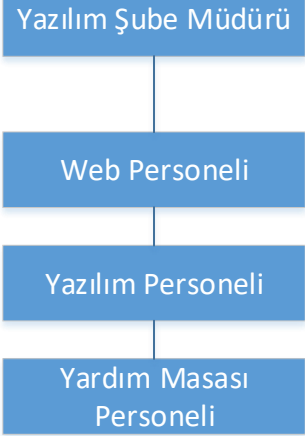 Yazılım Şube Müdürü
Web Personeli
Yazılım Personeli
Yardım Masası
Personeli